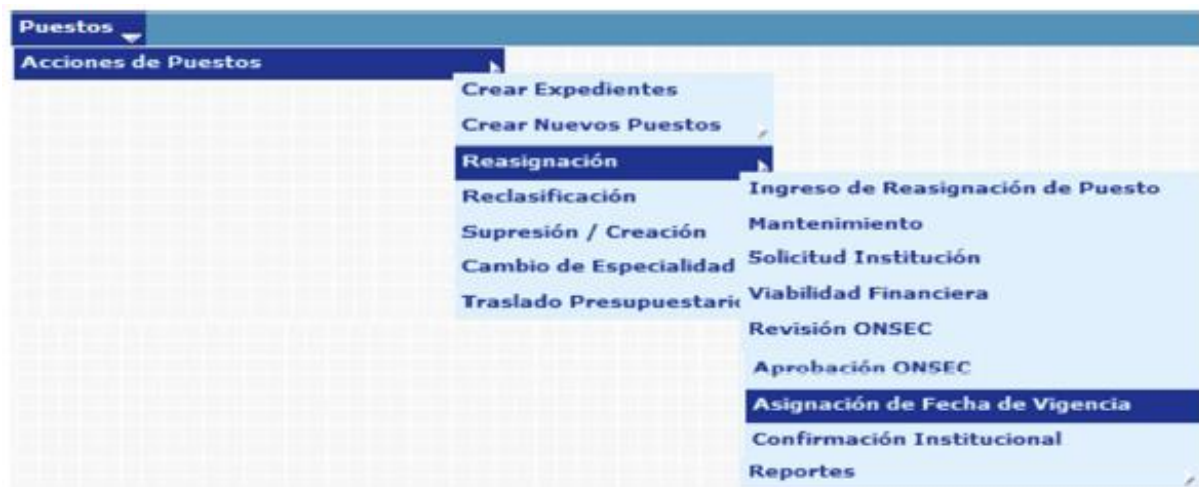 Puestos
Acciones de Puestos
Crear Expedientes
Crear Nuevos Puestos
Reasignación
Reclasificación
Supresión / Creación
Cambio de Especialidad
Traslado Presupuestario
Ingreso de Reasignación de Puesto
Mantenimiento
Solicitud Institución
Viabilidad Financiera
Revisión ONSEC
Aprobación ONSEC
Asignación de Fecha de Vigencia
Confirmación Institucional
Reportes